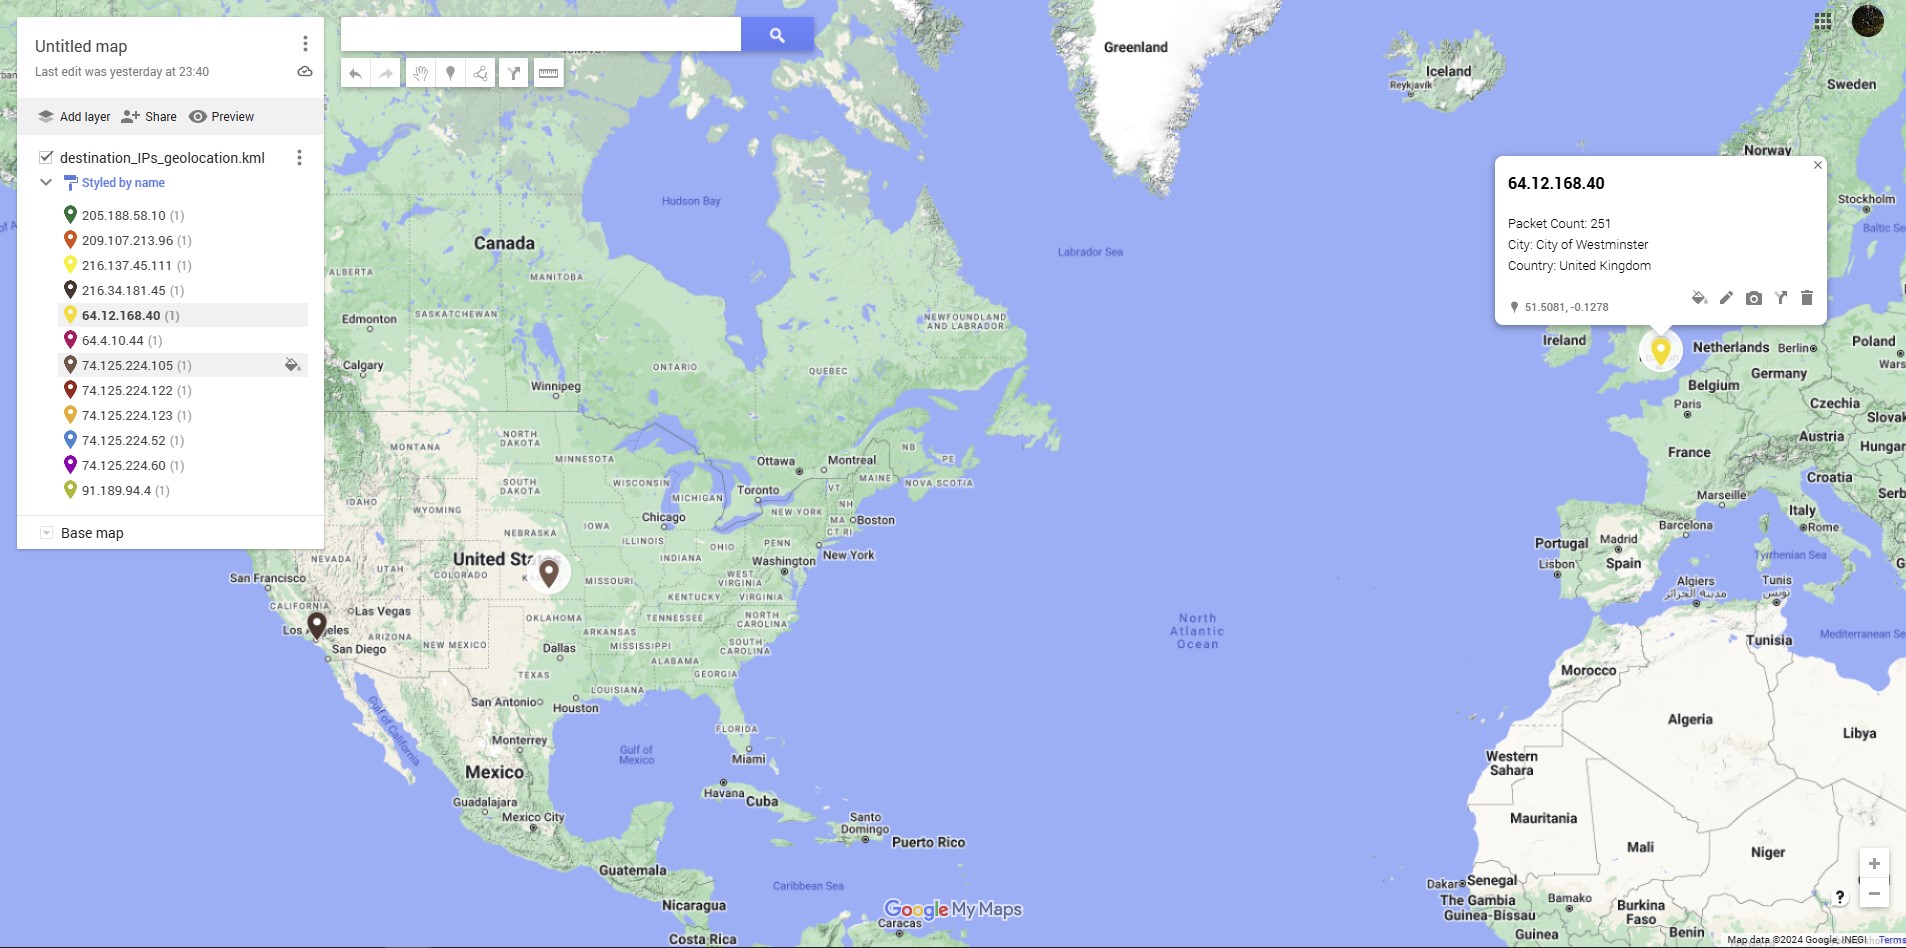 Untitled map
Last edit was yesterday at 23:40
Add layer
Share
Preview
destination_IPs_geolocation.kml
Styled by name
205.188.58.10 (1)
209.107.213.96 (1)
216.137.45.111 (1)
216.34.181.45 (1)
64.12.168.40 (1)
64.4.10.44 (1)
74.125.224.105 (1)
74.125.224.122 (1)
74.125.224.123 (1)
74.125.224.52 (1)
74.125.224.60 (1)
91.189.94.4 (1)
Base map
64.12.168.40
Packet Count: 251
City: City of Westminster
Country: United Kingdom
51.5081, -0.1278
Greenland
Iceland
Reykjavík
Sweden
Norway
Stockholm
Baltic Se
Hudson Bay
Canada
Labrador Sea
ALBERTA
MANITOBA
SASKATCHEWAN
Edmonton
NEWFOUNDLAND
AND LABRADOR
Calgary
ONTARIO
QUEBEC
Winnipeg
Ireland
Netherlands
Berlin
Poland
Wars
Belgium
Germany
Paris
Czechia
Slovak
Austria
Hungar
France
Croatia
Marseille
Serb
Italy
Rome
Barcelona
Portugal
Madrid
Spain
Lisbon
Tyrrhenian Sea
Algiers
مدينة الجزائر
Tunis
تونس
Tunisia
Mediterranean Se
Morocco
Algeria
Libya
Western
Sahara
Mauritania
Mali
Niger
Dakar
Senegal
The Gambia
Guinea-Bissau
Bamako
Burkina
Faso
Guinea
Benin
MONTANA
NORTH
DAKOTA
MINNESOTA
Ottawa
Montreal
NB
PE
MAINE
NOVA SCOTIA
SOUTH
DAKOTA
WISCONSIN
MICHIGAN
Toronto
VT
NH
IDAHO
WYOMING
NEW YORK
MA
Boston
CT RI
Chicago
IOWA
NEBRASKA
ILLINOIS
INDIANA
OHIO
PENN
New York
United Sta
Washington
NEVADA
UTAH
COLORADO
MISSOURI
WEST
VIRGINIA
VIRGINIA
KENTUCKY
San Francisco
CALIFORNIA
Las Vegas
Los
eles
ARIZONA
NEW MEXICO
OKLAHOMA
ARKANSAS
TENNESSEE
NORTH
CAROLINA
San Diego
Dallas
MISSISSIPPI
SOUTH
CAROLINA
ALABAMA
GEORGIA
TEXAS
LOUISIANA
San Antonio
Houston
Gulf of California
FLORIDA
Monterrey
Gulf of
Mexico
Miami
Mexico
Havana
Cuba
Guadalajara
Mexico City
Santo
Domingo
Puerto Rico
Guatemala
Caribbean Sea
Nicaragua
Caracas
Costa Rica
North
Atlantic
Ocean
Google My Maps
?
Map data ©2024 Google, INEGI
Terms